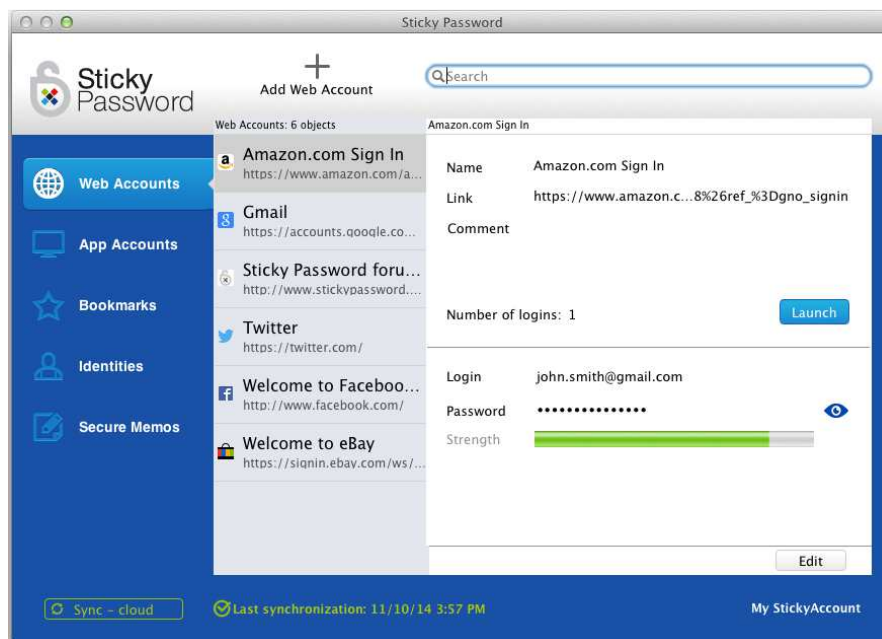 Sticky Password
Sticky
Password
Add Web Account
Search
Web Accounts: 6 objects
Amazon.com Sign In
Web Accounts
App Accounts
Bookmarks
Identities
Secure Memos
Amazon.com Sign In
https://www.amazon.com/a...
Gmail
https://accounts.google.co...
Sticky Password foru...
http://www.stickypassword....
Twitter
https://twitter.com/
Welcome to Faceboo...
http://www.facebook.com/
Welcome to eBay
https://signin.ebay.com/ws/...
Name Amazon.com Sign In
Link https://www.amazon.c...8%26ref_%3Dgno_signin
Comment
Number of logins: 1
Launch
Login john.smith@gmail.com
Password •••••••••••••••
Strength
Edit
Sync - cloud
Last synchronization: 11/10/14 3:57 PM
My StickyAccount